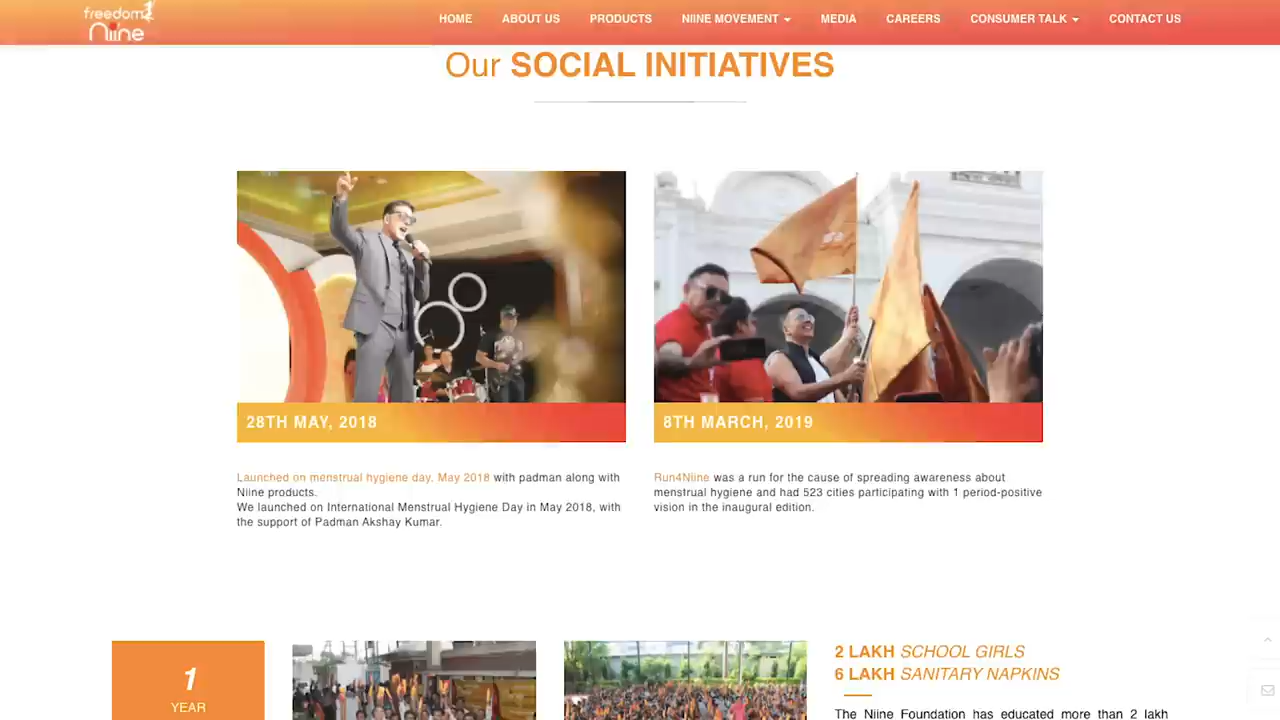 freedom
Niine
HOME
ABOUT US
PRODUCTS
NIINE MOVEMENT
MEDIA
CAREERS
CONSUMER TALK
CONTACT US
Our SOCIAL INITIATIVES
28TH MAY, 2018
8TH MARCH, 2019
Launched on menstrual hygiene day, May 2018 with padman along with
Niine products.
We launched on International Menstrual Hygiene Day in May 2018, with
the support of Padman Akshay Kumar.
Run4Niine was a run for the cause of spreading awareness about
menstrual hygiene and had 523 cities participating with 1 period-positive
vision in the inaugural edition.
1
YEAR
2 LAKH SCHOOL GIRLS
6 LAKH SANITARY NAPKINS
The Niine Foundation has educated more than 2 lakh